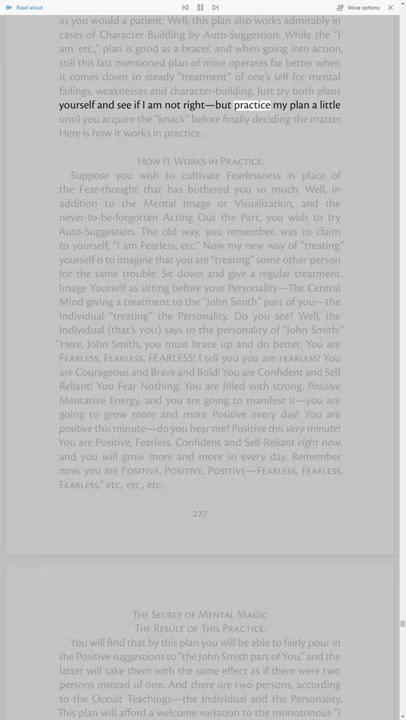 Read aloud
Voice options
as you would a patient. Well, this plan also works admirably in
cases of Character Building by Auto-Suggestion. While the "I
am, etc.," plan is good as a bracer, and when going into action,
still this last mentioned plan of mine operates far better when
it comes down to steady "treatment" of one's self for mental
failings, weaknesses and character-building. Just try both plans
yourself and see if I am not right—but practice my plan a little
until you acquire the "knack" before finally deciding the matter.
Here is how it works in practice.
How It Works in Practice.
Suppose you wish to cultivate Fearlessness in place of
the Fear-thought that has bothered you so much. Well, in
addition to the Mental Image or Visualization, and the
never-to-be-forgotten Acting Out the Part, you wish to try
Auto-Suggestion. The old way, you remember, was to claim
to yourself, "I am Fearless, etc." Now my new way of "treating"
yourself is to imagine that you are "treating" some other person
for the same trouble. Sit down and give a regular treatment.
Image Yourself as sitting before your Personality—The Central
Mind giving a treatment to the "John Smith" part of you—the
Individual "treating" the Personality. Do you see? Well, the
Individual (that's YOU) says to the personality of "John Smith:"
"Here, John Smith, you must brace up and do better. You are
Fearless, Fearless, FEARLESS! I tell you you are FEARLESS! You
are Courageous and Brave and Bold! You are Confident and Self
Reliant! You Fear Nothing! You are filled with strong, Positive
Mentative Energy, and you are going to manifest it—you are
going to grow more and more Positive every day! You are
positive this minute—do you hear me? Positive this very minute!
You are Positive, Fearless, Confident and Self-Reliant right now,
and you will grow more and more so every day. Remember
now, you are Positive, Positive, Positive—Fearless, Fearless,
Fearless," etc., etc., etc.
227
The Secret of Mental Magic
The Result of This Practice.
You will find that by this plan you will be able to fairly pour in
the Positive suggestions to "the John Smith part of You," and the
latter will take them with the same effect as if there were two
persons instead of one. And there are two persons, according
to the Occult Teachings—the Individual and the Personality.
This plan will afford a welcome variation to the monotonous "I